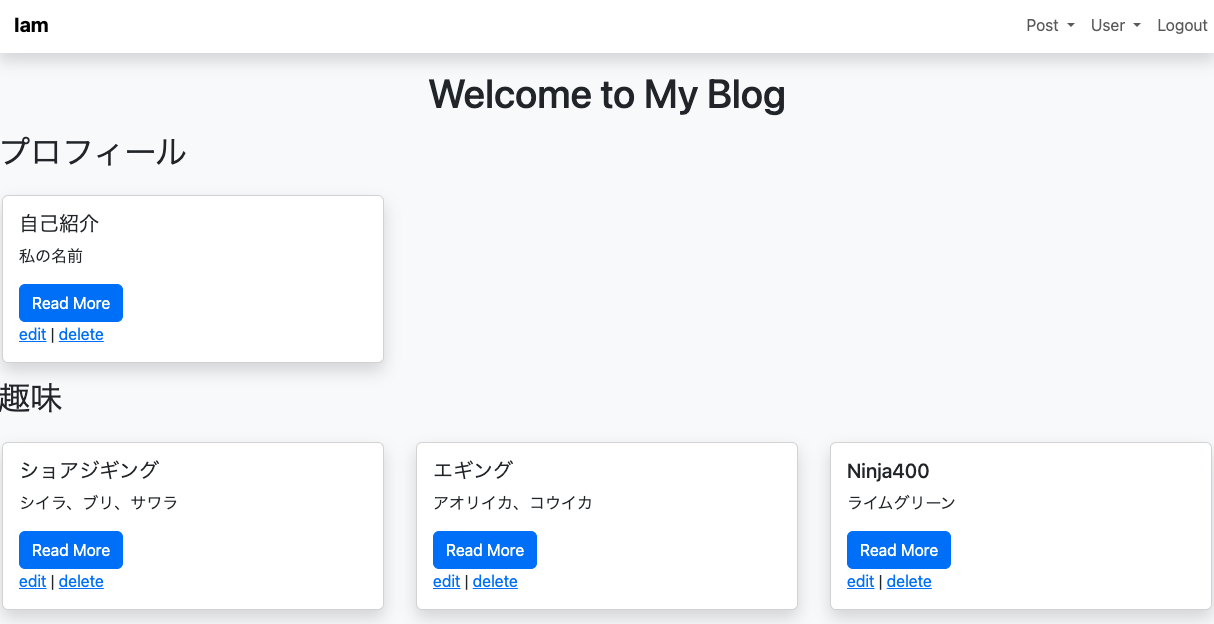 Iam
Post User Logout
Welcome to My Blog
プロフィール
自己紹介
私の名前
Read More
edit | delete
趣味
ショアジギング
シイラ、ブリ、サワラ
Read More
edit | delete
エギング
アオリイカ、コウイカ
Read More
edit | delete
Ninja400
ライムグリーン
Read More
edit | delete